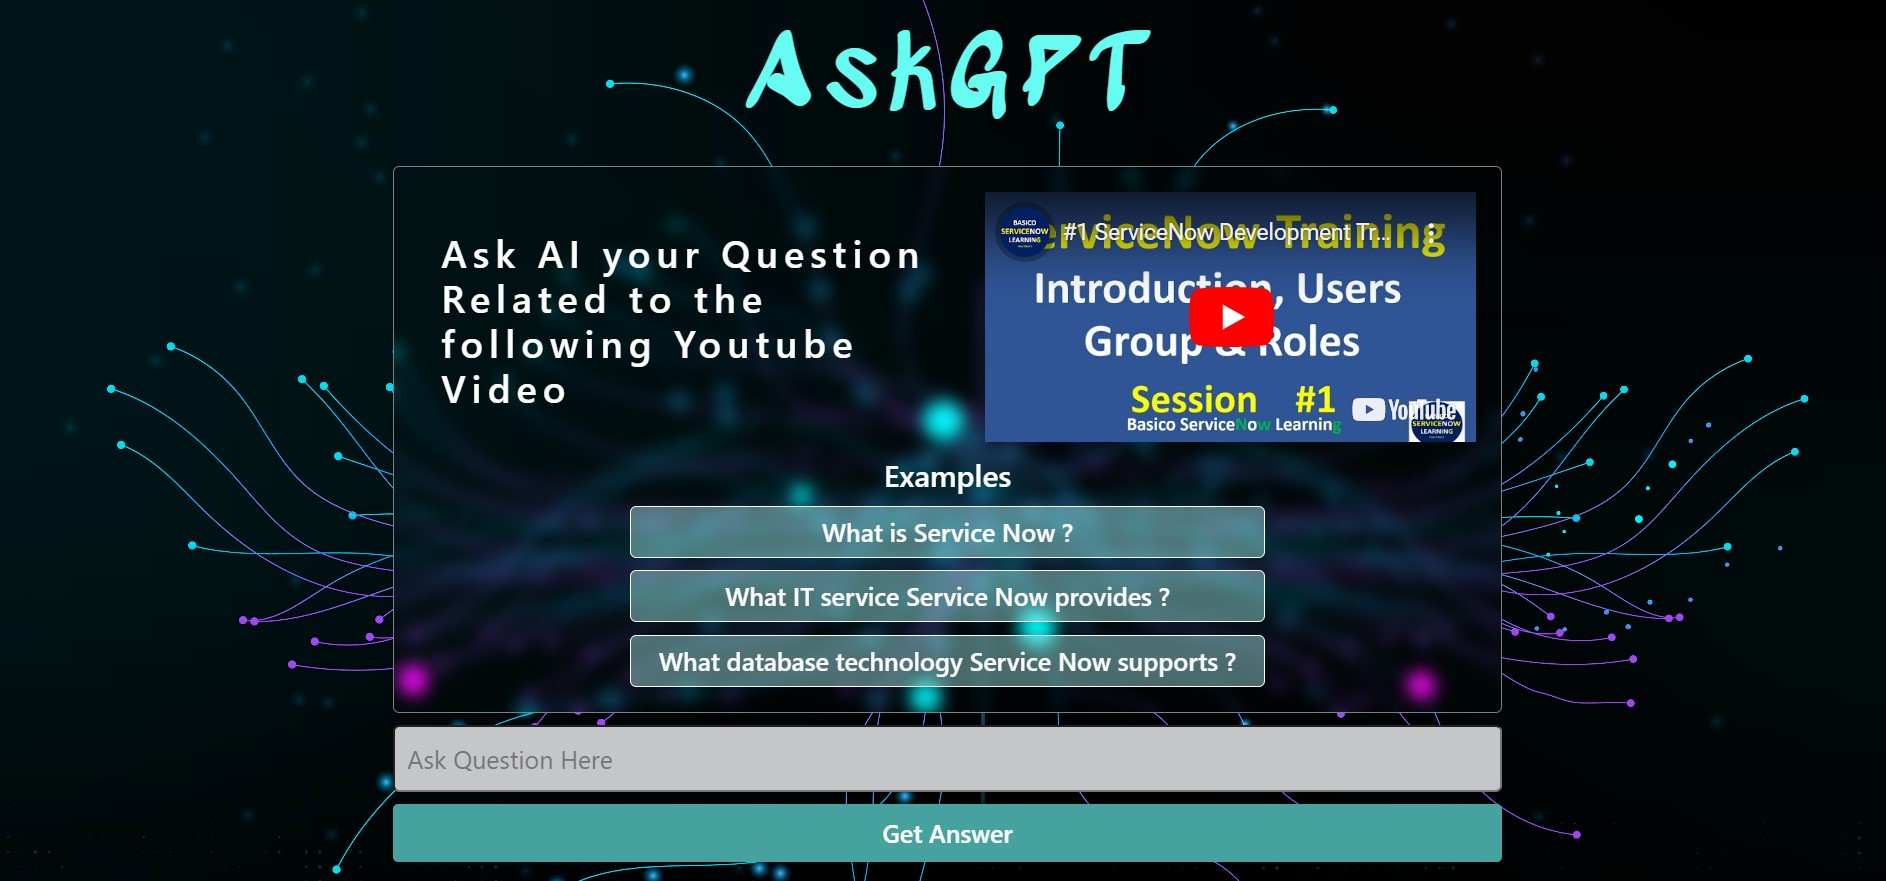 AskGPT
Ask AI your Question
Related to the
following Youtube
Video
BASICO
SERVICENOW
LEARNING
#1 ServiceNow Development Tr...
ServiceNow Training
Introduction, Users
Group & Roles
Session #1
Basico ServiceNow Learning
YouTube
SERVICENOW
LEARNING
Examples
What is Service Now ?
What IT service Service Now provides ?
What database technology Service Now supports ?
Ask Question Here
Get Answer